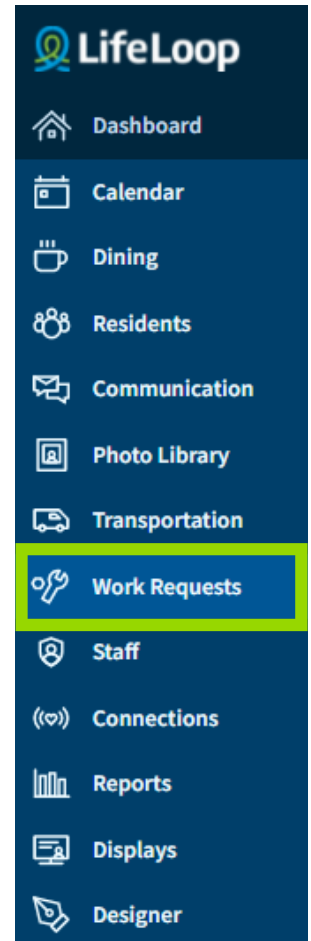 LifeLoop
Dashboard
Calendar
Dining
Residents
Communication
Photo Library
Transportation
Work Requests
Staff
Connections
Reports
Displays
Designer